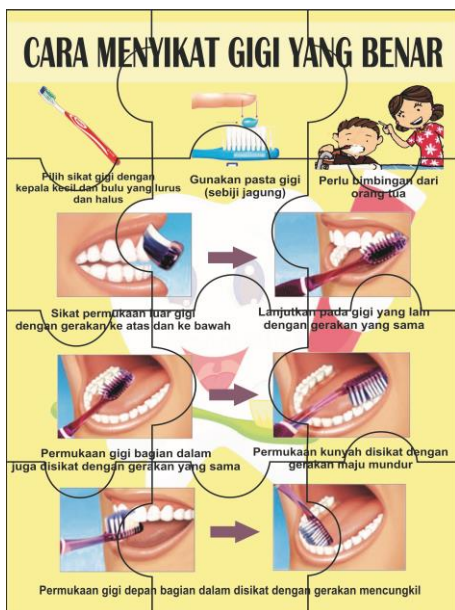 CARA MENYIKAT GIGI YANG BENAR
Pilih sikat gigi dengan
kepala kecil dan bulu yang lurus
dan halus
Gunakan pasta gigi
(sebiji jagung)
Perlu bimbingan dari
orang tua
Sikat permukaan luar gigi
dengan gerakan ke atas dan ke bawah
Lanjutkan pada gigi yang lain
dengan gerakan yang sama
Permukaan gigi bagian dalam
juga disikat dengan gerakan yang sama
Permukaan kunyah disikat dengan
gerakan maju mundur
Permukaan gigi depan bagian dalam disikat dengan gerakan mencungkil